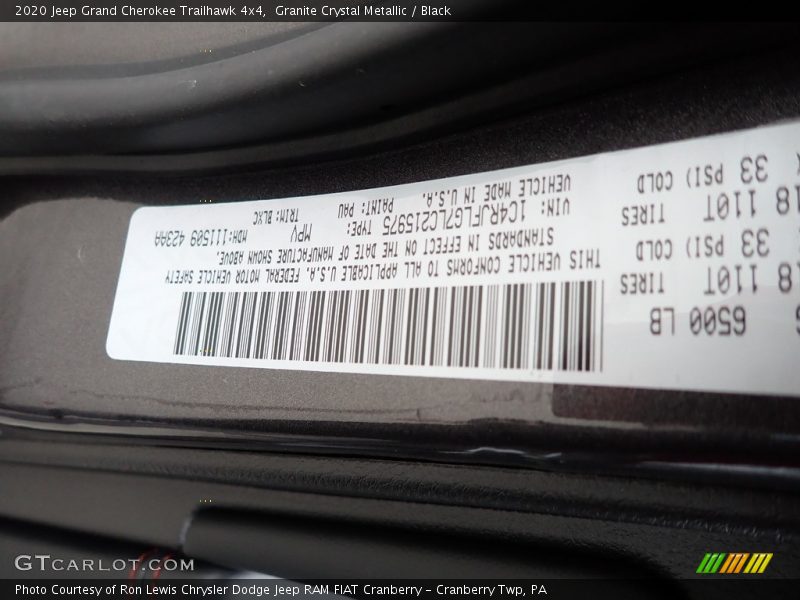 2020 Jeep Grand Cherokee Trailhawk 4x4, Granite Crystal Metallic / Black
6500 LB
18 110T TIRES
33 PSI) COLD
18 110T TIRES
33 PSI) COLD
THIS VEHICLE CONFORMS TO ALL APPLICABLE U.S.A. FEDERAL MOTOR VEHICLE SAFETY
STANDARDS IN EFFECT ON THE DATE OF MANUFACTURE SHOWN ABOVE.
VIN: 1C4RJFLG7LC215975 TYPE: MPV MDH:111509 423AA
VEHICLE MADE IN U.S.A. PAINT: PAU TRIM: BLXC
GTCARLOT.COM
Photo Courtesy of Ron Lewis Chrysler Dodge Jeep RAM FIAT Cranberry – Cranberry Twp, PA